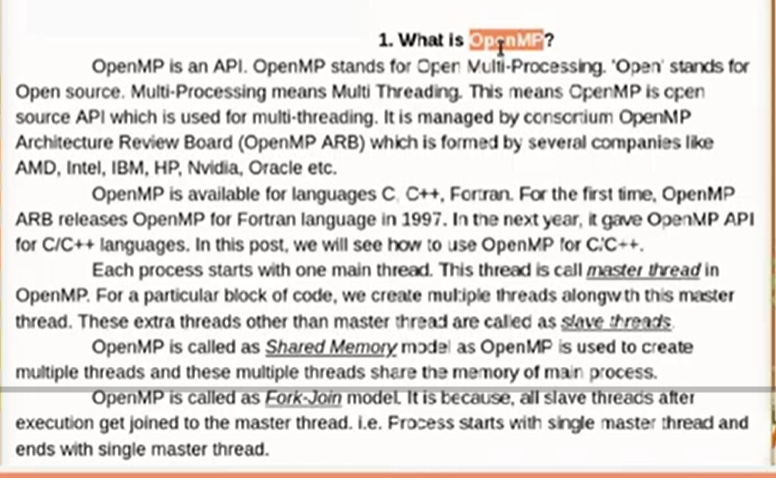 1. What is OpenMP?
OpenMP is an API. OpenMP stands for Open Multi-Processing. 'Open' stands for
Open source. Multi-Processing means Multi Threading. This means OpenMP is open
source API which is used for multi-threading. It is managed by consortium OpenMP
Architecture Review Board (OpenMP ARB) which is formed by several companies like
AMD, Intel, IBM, HP, Nvidia, Oracle etc.
OpenMP is available for languages C, C++, Fortran. For the first time, OpenMP
ARB releases OpenMP for Fortran language in 1997. In the next year, it gave OpenMP API
for C/C++ languages. In this post, we will see how to use OpenMP for C/C++.
Each process starts with one main thread. This thread is call master thread in
OpenMP. For a particular block of code, we create multiple threads alongwith this master
thread. These extra threads other than master thread are called as slave threads.
OpenMP is called as Shared Memory model as OpenMP is used to create
multiple threads and these multiple threads share the memory of main process.
OpenMP is called as Fork-Join model. It is because, all slave threads after
execution get joined to the master thread. i.e. Process starts with single master thread and
ends with single master thread.